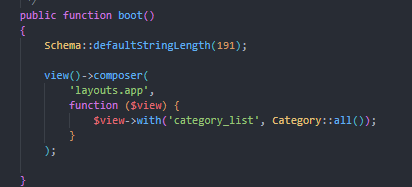 */
public function boot()
{
    Schema::defaultStringLength(191);

    view()->composer(
        'layouts.app',
        function ($view) {
            $view->with('category_list', Category::all());
        }
    );

}